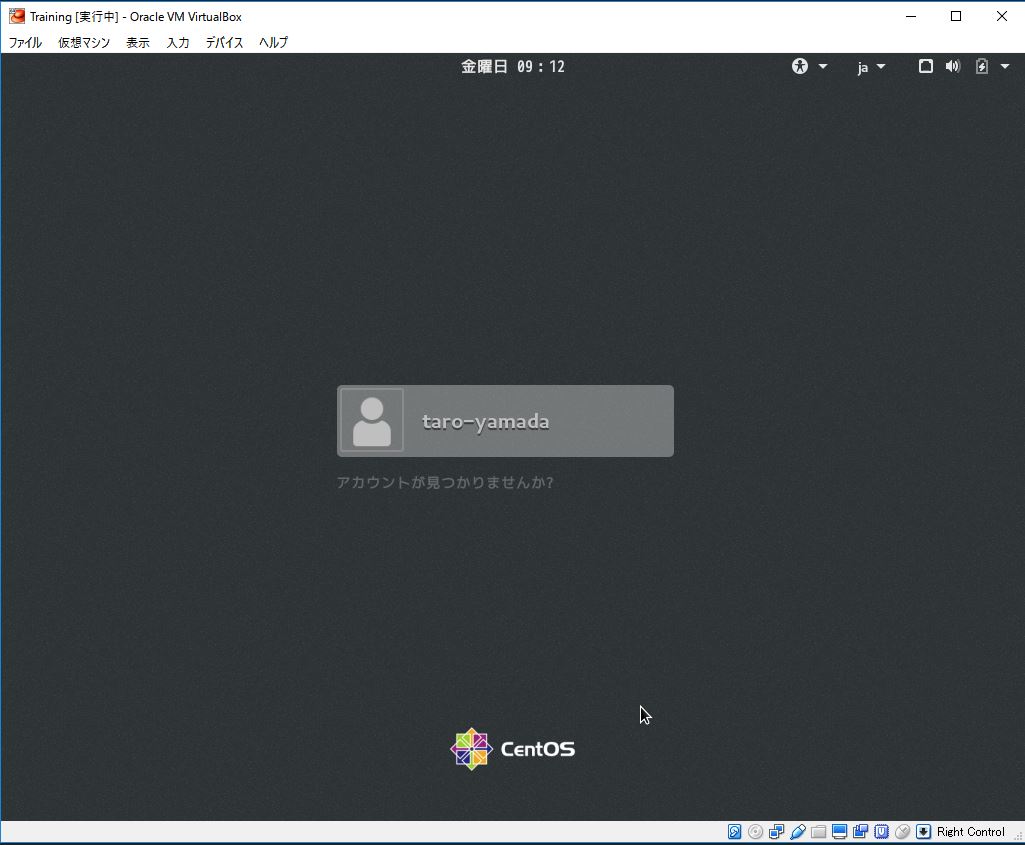 Training [実行中] - Oracle VM VirtualBox
ファイル 仮想マシン 表示 入力 デバイス ヘルプ
金曜日 09：12 ja
taro-yamada
アカウントが見つかりませんか?
CentOS
Right Control